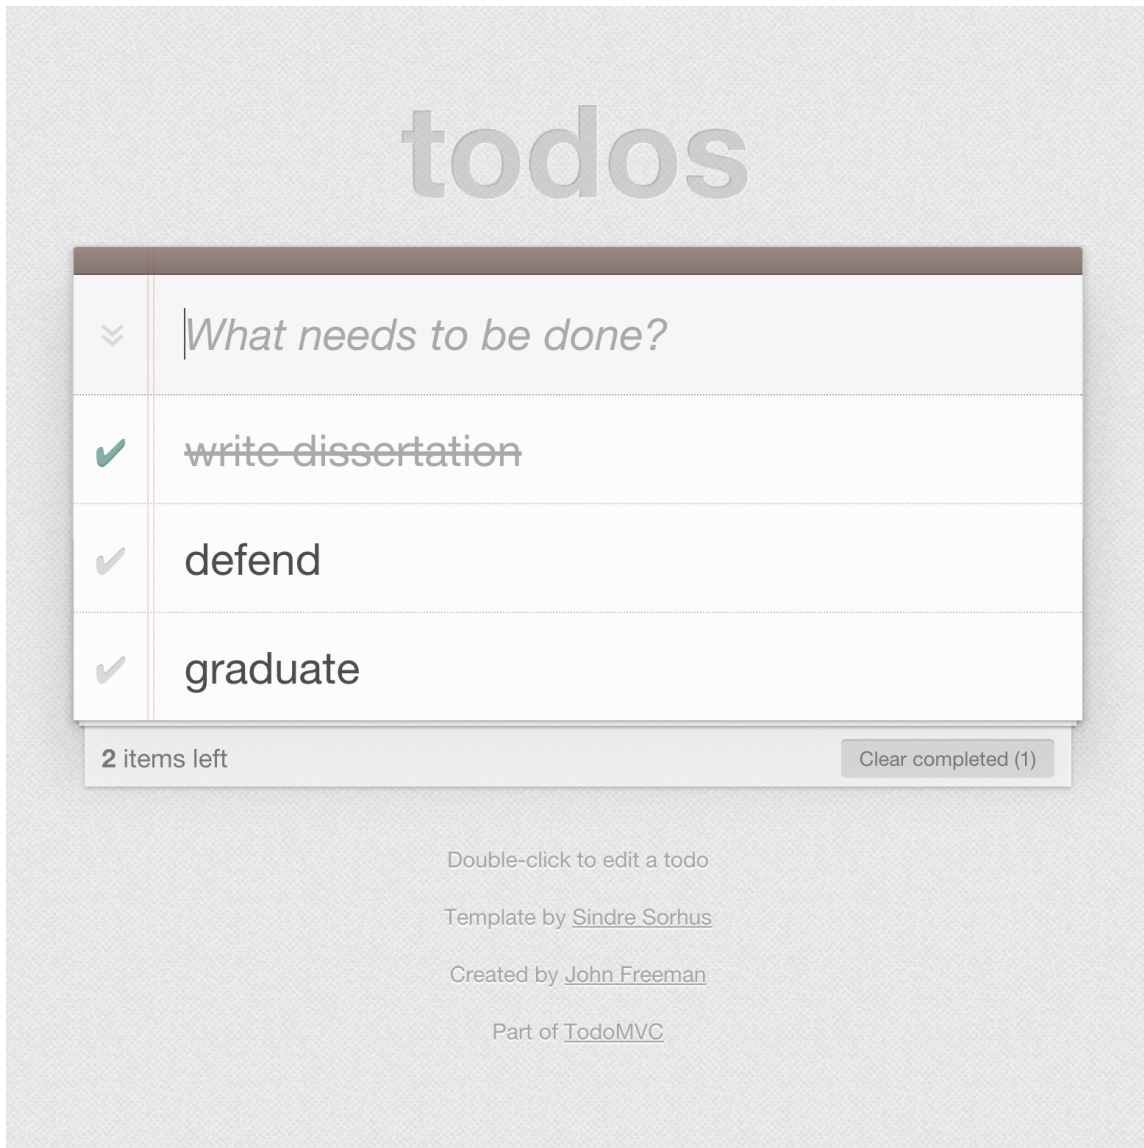 todos
What needs to be done?
write dissertation
defend
graduate
2 items left
Clear completed (1)
Double-click to edit a todo
Template by Sindre Sorhus
Created by John Freeman
Part of TodoMVC